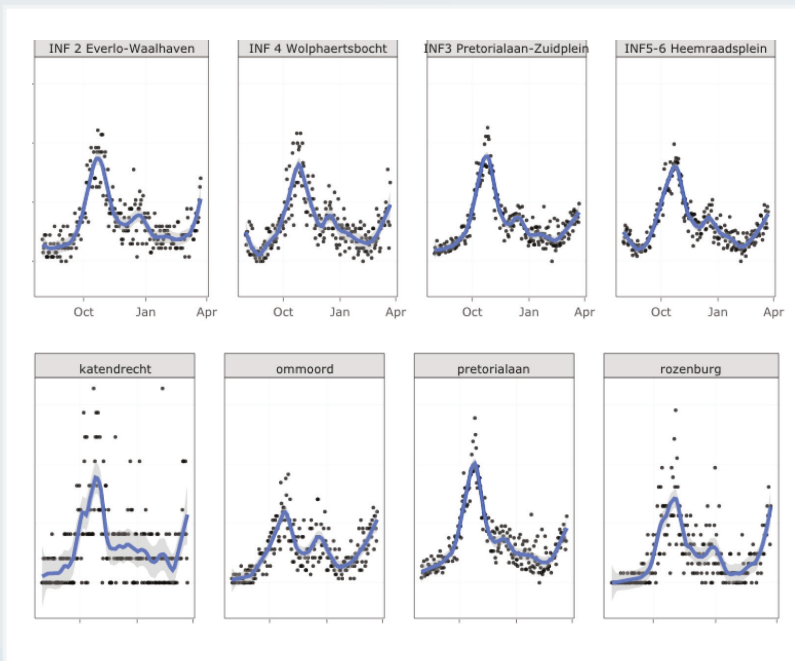 INF 2 Everlo-Waalhaven
INF 4 Wolphaertsbocht
INF3 Pretorialaan-Zuidplein
INF5-6 Heemraadsplein
Oct Jan Apr
Oct Jan Apr
Oct Jan Apr
Oct Jan Apr
katendrecht
ommoord
pretorialaan
rozenburg